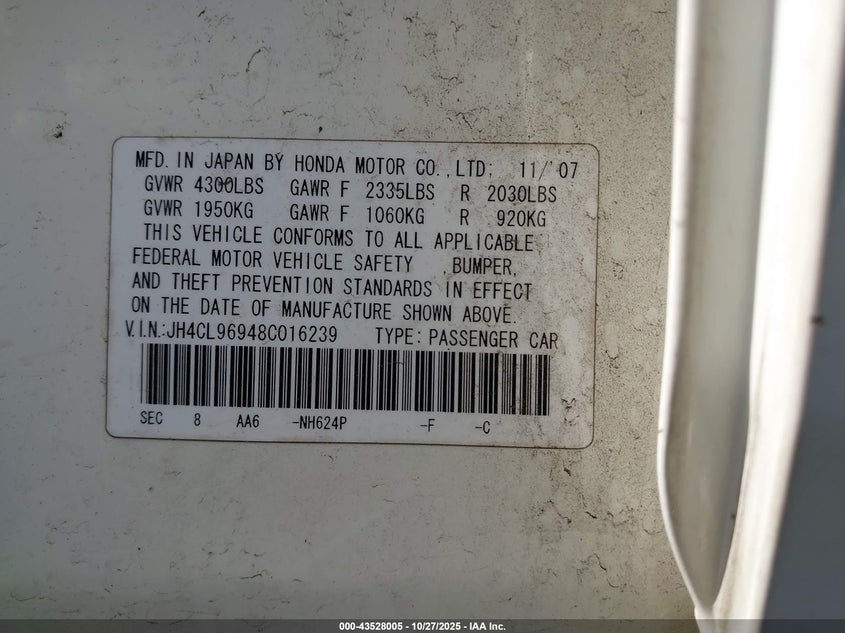 MFD. IN JAPAN BY HONDA MOTOR CO., LTD; 11/'07
GVWR 4300LBS GAWR F 2335LBS R 2030LBS
GVWR 1950KG GAWR F 1060KG R 920KG
THIS VEHICLE CONFORMS TO ALL APPLICABLE
FEDERAL MOTOR VEHICLE SAFETY , BUMPER,
AND THEFT PREVENTION STANDARDS IN EFFECT
ON THE DATE OF MANUFACTURE SHOWN ABOVE.
V.I.N.:JH4CL96948C016239 TYPE: PASSENGER CAR
SEC 8 AA6 -NH624P -F -C
000-43528005 - 10/27/2025 - IAA Inc.